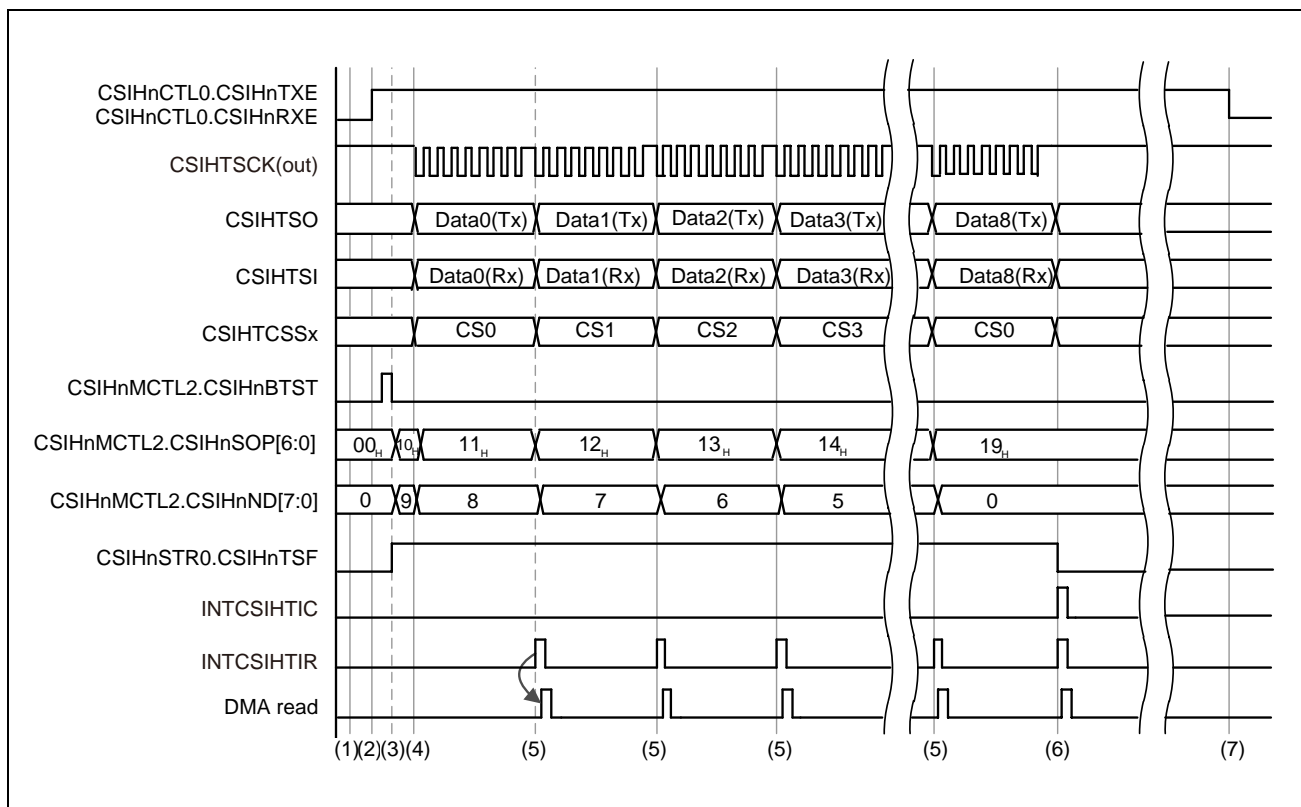 CSIHnCTL0.CSIHnTXE
CSIHnCTL0.CSIHnRXE
CSIHTSCK(out)
CSIHTSO Data0(Tx) Data1(Tx) Data2(Tx) Data3(Tx) Data8(Tx)
CSIHTSI Data0(Rx) Data1(Rx) Data2(Rx) Data3(Rx) Data8(Rx)
CSIHTCSSx CS0 CS1 CS2 CS3 CS0
CSIHnMCTL2.CSIHnBTST
CSIHnMCTL2.CSIHnSOP[6:0] 00H 10H 11H 12H 13H 14H 19H
CSIHnMCTL2.CSIHnND[7:0] 0 9 8 7 6 5 0
CSIHnSTR0.CSIHnTSF
INTCSIHTIC
INTCSIHTIR
DMA read
(1)(2)(3)(4) (5) (5) (5) (5) (6) (7)